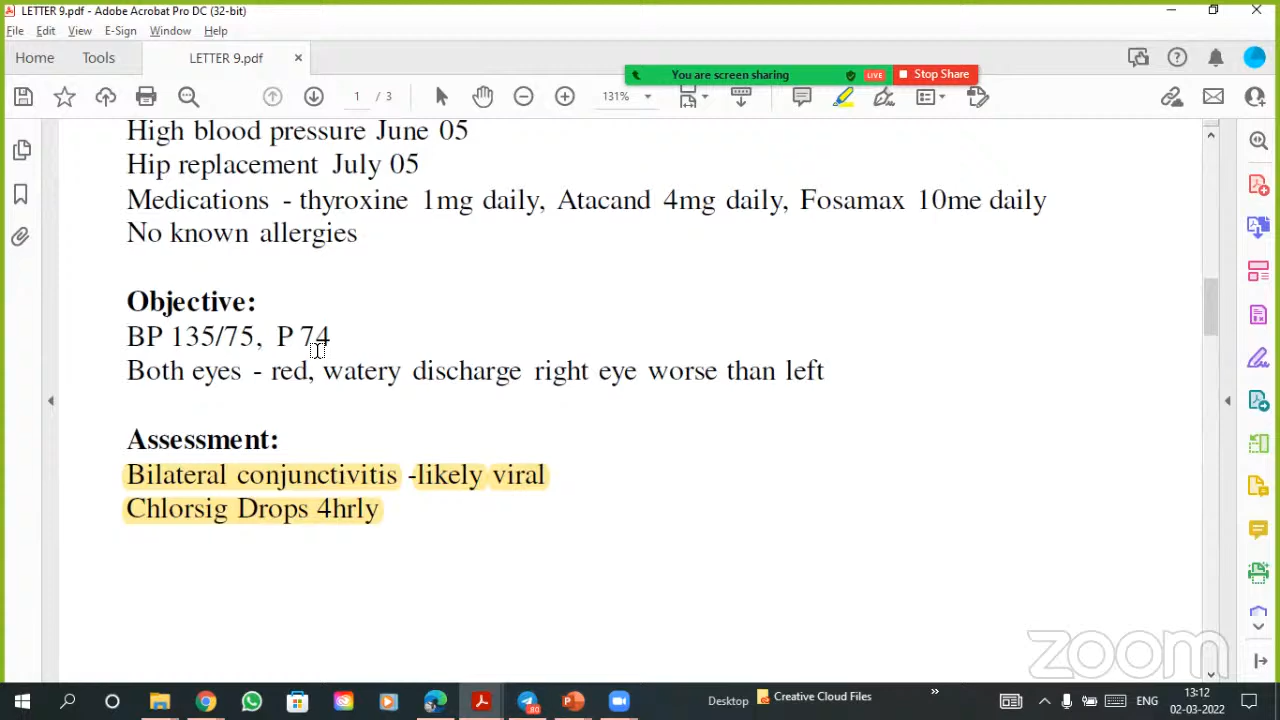 LETTER 9.pdf - Adobe Acrobat Pro DC (32-bit)
File Edit View E-Sign Window Help
Home Tools LETTER 9.pdf ×
You are screen sharing LIVE Stop Share
1 / 3 131%
High blood pressure June 05
Hip replacement July 05
Medications - thyroxine 1mg daily, Atacand 4mg daily, Fosamax 10me daily
No known allergies
Objective:
BP 135/75, P 74
Both eyes - red, watery discharge right eye worse than left
Assessment:
Bilateral conjunctivitis -likely viral
Chlorsig Drops 4hrly
zoom
80
Desktop Creative Cloud Files » ENG 13:12
02-03-2022